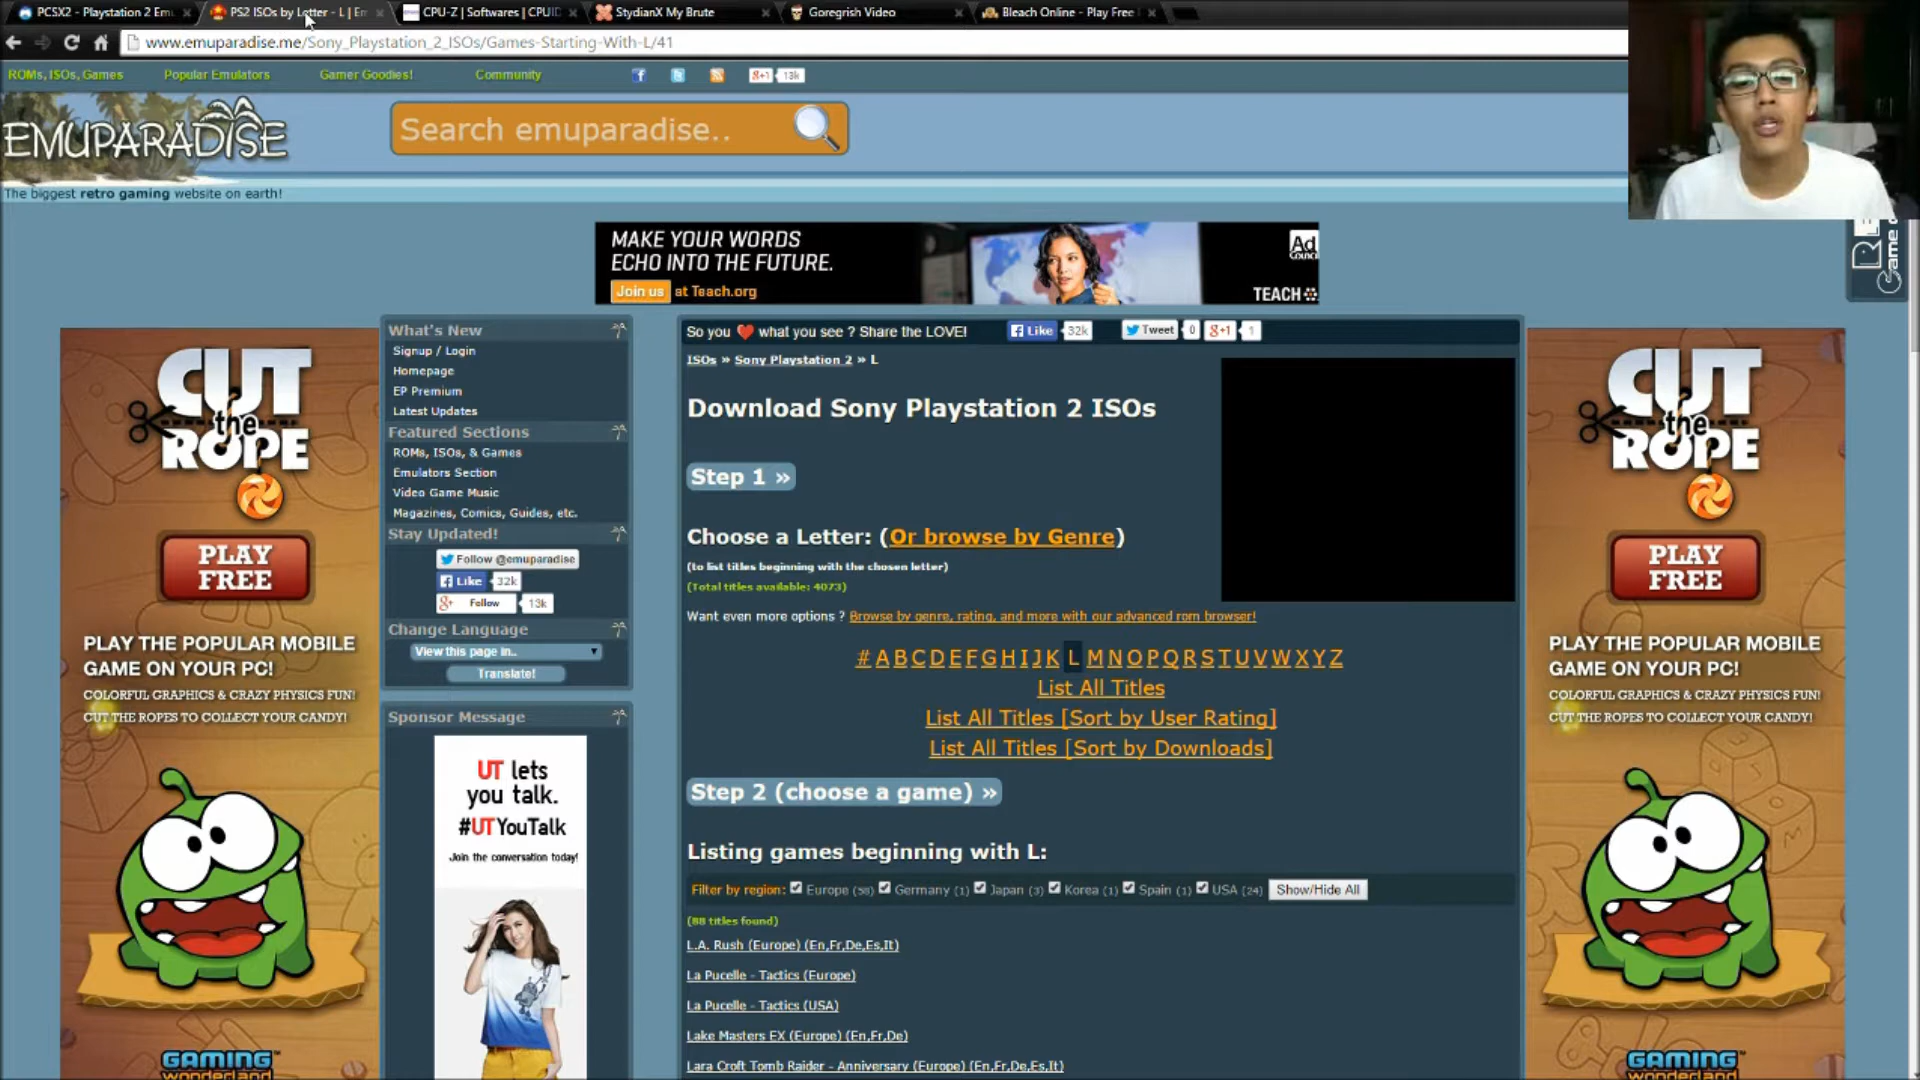 PCSX2 - Playstation 2 Emu
PS2 ISOs by Letter - L | Em
CPU-Z | Softwares | CPUID
StydianX My Brute
Goregrish Video
Bleach Online - Play Free
www.emuparadise.me/Sony_Playstation_2_ISOs/Games-Starting-With-L/41
ROMs, ISOs, Games
Popular Emulators
Gamer Goodies!
Community
g+1 13k
EMUPARADISE
Search emuparadise..
The biggest retro gaming website on earth!
MAKE YOUR WORDS
ECHO INTO THE FUTURE.
Join us at Teach.org
Ad Council
TEACH
CUT
the
ROPE
PLAY
FREE
PLAY THE POPULAR MOBILE
GAME ON YOUR PC!
COLORFUL GRAPHICS & CRAZY PHYSICS FUN!
CUT THE ROPES TO COLLECT YOUR CANDY!
GAMING
wonderland
What's New
Signup / Login
Homepage
EP Premium
Latest Updates
Featured Sections
ROMs, ISOs, & Games
Emulators Section
Video Game Music
Magazines, Comics, Guides, etc.
Stay Updated!
Follow @emuparadise
Like 32k
g+ Follow 13k
Change Language
View this page in..
Translate!
Sponsor Message
UT lets
you talk.
#UTYouTalk
Join the conversation today!
So you what you see ? Share the LOVE!
Like 32k
Tweet 0
g+1 1
ISOs » Sony Playstation 2 » L
Download Sony Playstation 2 ISOs
Step 1 »
Choose a Letter: (Or browse by Genre)
(to list titles beginning with the chosen letter)
(Total titles available: 4073)
Want even more options ? Browse by genre, rating, and more with our advanced rom browser!
# A B C D E F G H I J K L M N O P Q R S T U V W X Y Z
List All Titles
List All Titles [Sort by User Rating]
List All Titles [Sort by Downloads]
Step 2 (choose a game) »
Listing games beginning with L:
Filter by region: Europe (58) Germany (1) Japan (3) Korea (1) Spain (1) USA (24) Show/Hide All
(88 titles found)
L.A. Rush (Europe) (En,Fr,De,Es,It)
La Pucelle - Tactics (Europe)
La Pucelle - Tactics (USA)
Lake Masters EX (Europe) (En,Fr,De)
Lara Croft Tomb Raider - Anniversary (Europe) (En,Fr,De,Es,It)
CUT
the
ROPE
PLAY
FREE
PLAY THE POPULAR MOBILE
GAME ON YOUR PC!
COLORFUL GRAPHICS & CRAZY PHYSICS FUN!
CUT THE ROPES TO COLLECT YOUR CANDY!
GAMING
wonderland